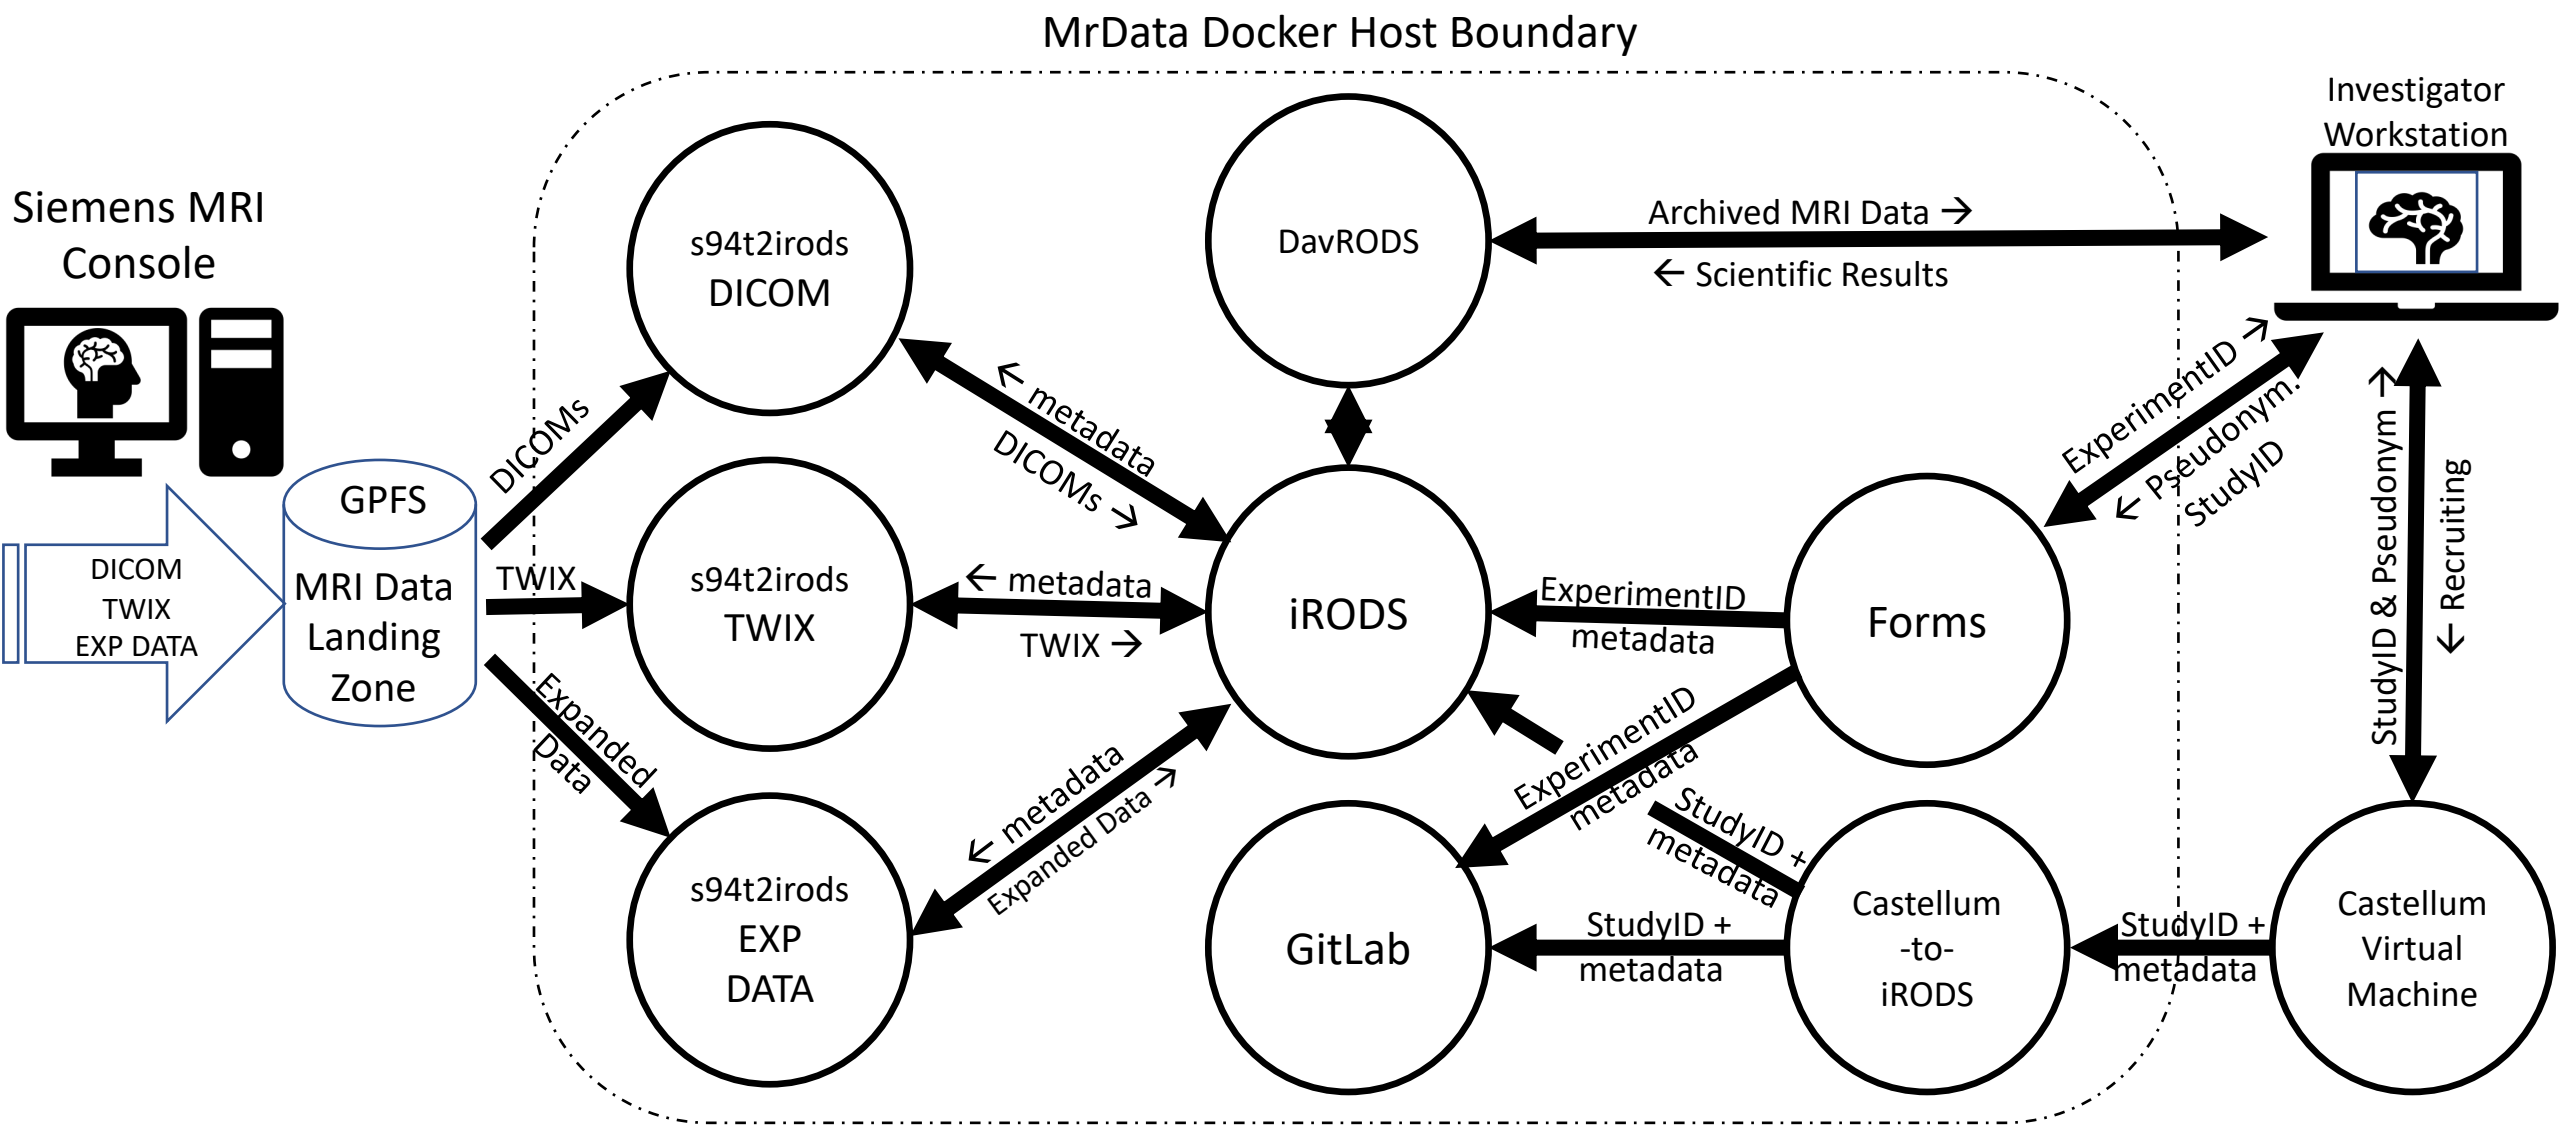 MrData Docker Host Boundary
Siemens MRI
Console
DICOM
TWIX
EXP DATA
GPFS
MRI Data
Landing
Zone
DICOMs
TWIX
Expanded
Data
s94t2irods
DICOM
s94t2irods
TWIX
s94t2irods
EXP
DATA
← metadata
DICOMs →
← metadata
TWIX →
← metadata
Expanded Data →
DavRODS
iRODS
GitLab
Archived MRI Data →
← Scientific Results
ExperimentID
metadata
ExperimentID
metadata
StudyID +
metadata
StudyID +
metadata
Forms
Castellum
-to-
iRODS
Investigator
Workstation
ExperimentID →
← Pseudonym.
StudyID
StudyID & Pseudonym →
← Recruiting
StudyID +
metadata
Castellum
Virtual
Machine